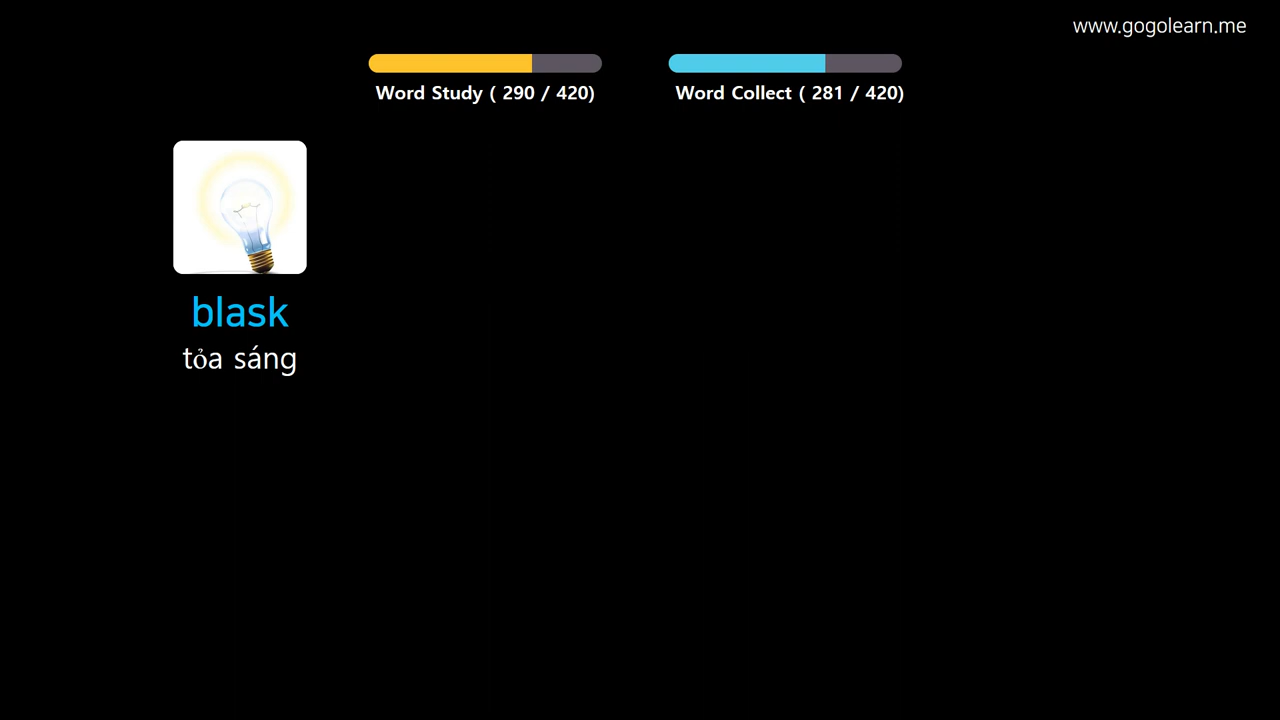 www.gogolearn.me
Word Study ( 290 / 420)
Word Collect ( 281 / 420)
blask
tỏa sáng